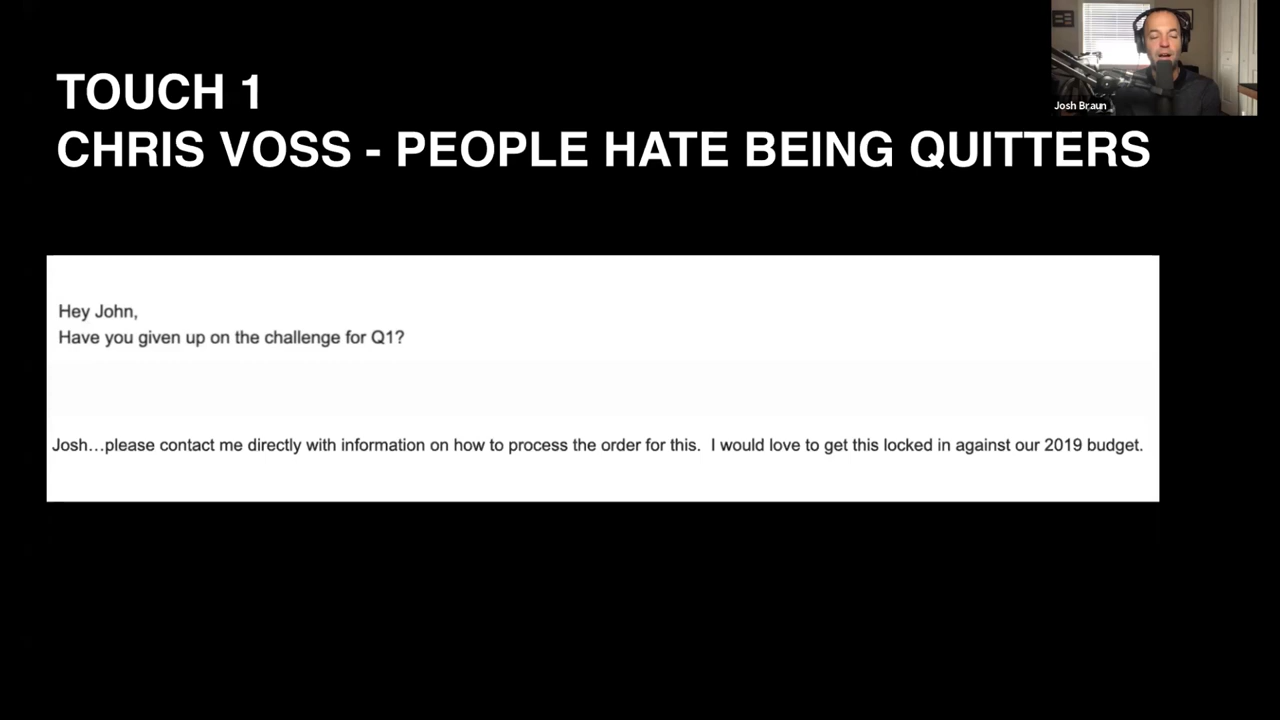 TOUCH 1
CHRIS VOSS - PEOPLE HATE BEING QUITTERS
Josh Braun
Hey John,
Have you given up on the challenge for Q1?
Josh…please contact me directly with information on how to process the order for this.  I would love to get this locked in against our 2019 budget.